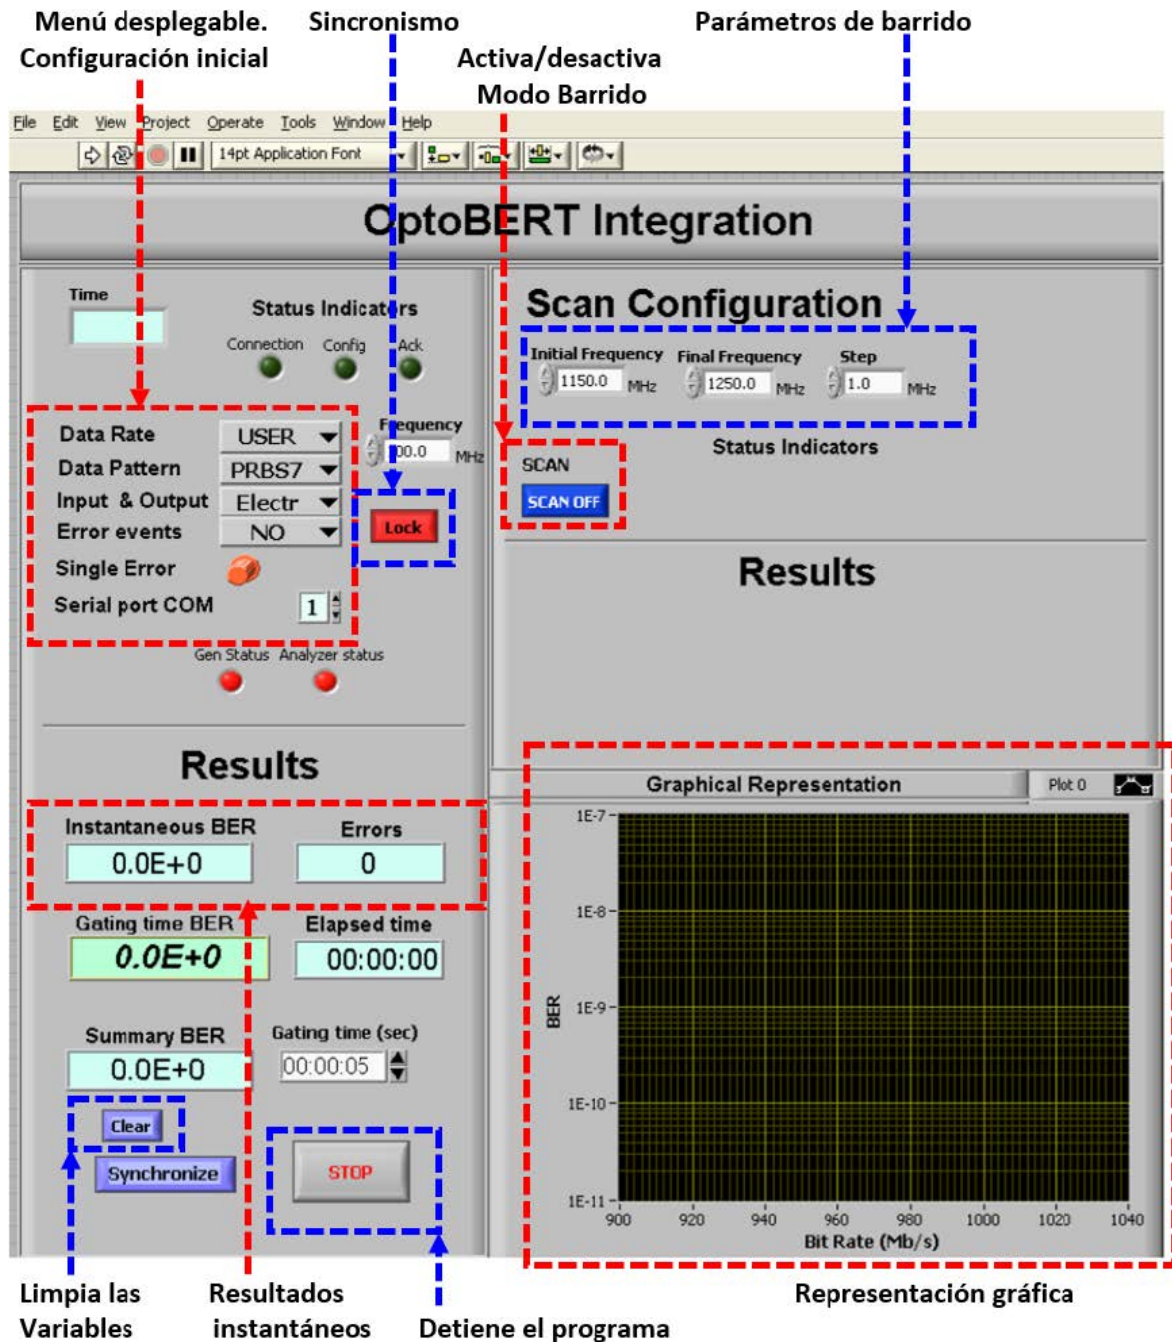 Menú desplegable.
Configuración inicial
Sincronismo
Activa/desactiva
Modo Barrido
Parámetros de barrido
File Edit View Project Operate Tools Window Help
14pt Application Font
OptoBERT Integration
Time
Status Indicators
Connection Config Ack
Data Rate USER
Data Pattern PRBS7
Input & Output Electr
Error events NO
Single Error
Serial port COM 1
Frequency
MHz
Lock
Gen Status Analyzer status
Results
Instantaneous BER Errors
0.0E+0 0
Gating time BER Elapsed time
0.0E+0 00:00:00
Summary BER Gating time (sec)
0.0E+0 00:00:05
Clear
Synchronize
STOP
Scan Configuration
Initial Frequency Final Frequency Step
1150.0 MHz 1250.0 MHz 1.0 MHz
Status Indicators
SCAN
SCAN OFF
Results
Graphical Representation Plot 0
1E-7
1E-8
1E-9
1E-10
1E-11
BER
900 920 940 960 980 1000 1020 1040
Bit Rate (Mb/s)
Limpia las
Variables
Resultados
instantáneos
Detiene el programa
Representación gráfica